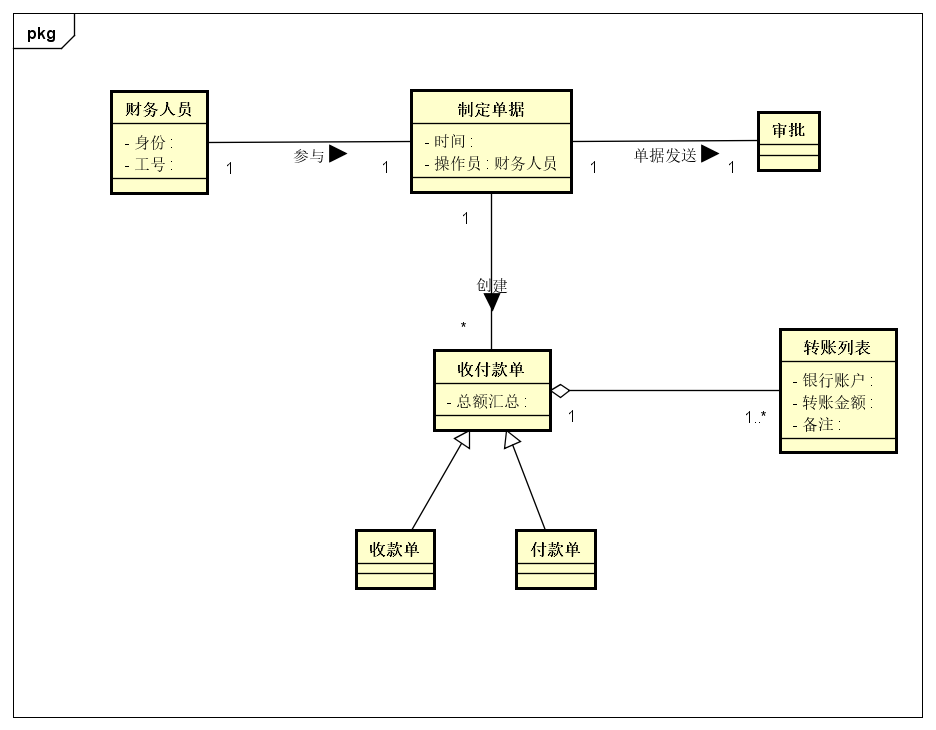 pkg
财务人员
- 身份 :
- 工号 :
制定单据
- 时间 :
- 操作员 : 财务人员
审批
1
参与
1
1
单据发送
1
1
创建
*
收付款单
- 总额汇总 :
转账列表
- 银行账户 :
- 转账金额 :
- 备注 :
1
1..*
收款单
付款单